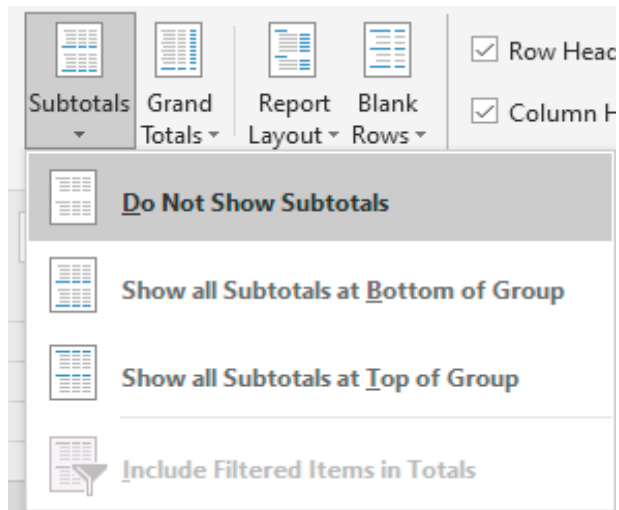 Subtotals Grand Totals Report Layout Blank Rows
Row Head
Column H
Do Not Show Subtotals
Show all Subtotals at Bottom of Group
Show all Subtotals at Top of Group
Include Filtered Items in Totals